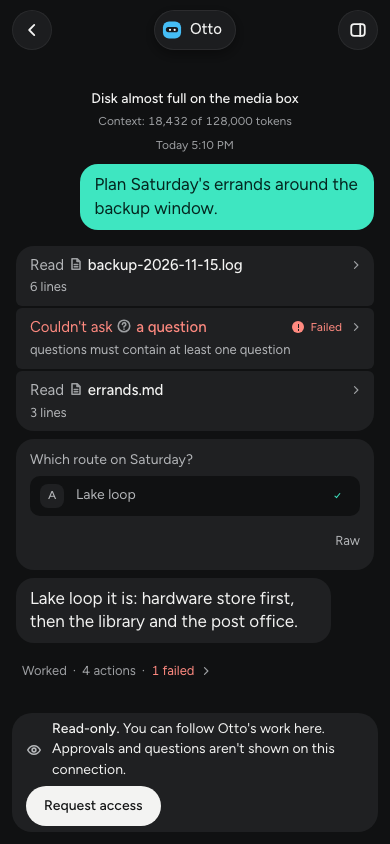 Otto
Disk almost full on the media box
Context: 18,432 of 128,000 tokens
Today 5:10 PM
Plan Saturday's errands around the
backup window.
Read backup-2026-11-15.log
6 lines
Couldn't ask a question Failed
questions must contain at least one question
Read errands.md
3 lines
Which route on Saturday?
A Lake loop
Raw
Lake loop it is: hardware store first,
then the library and the post office.
Worked · 4 actions · 1 failed
Read-only. You can follow Otto's work here.
Approvals and questions aren't shown on this
connection.
Request access